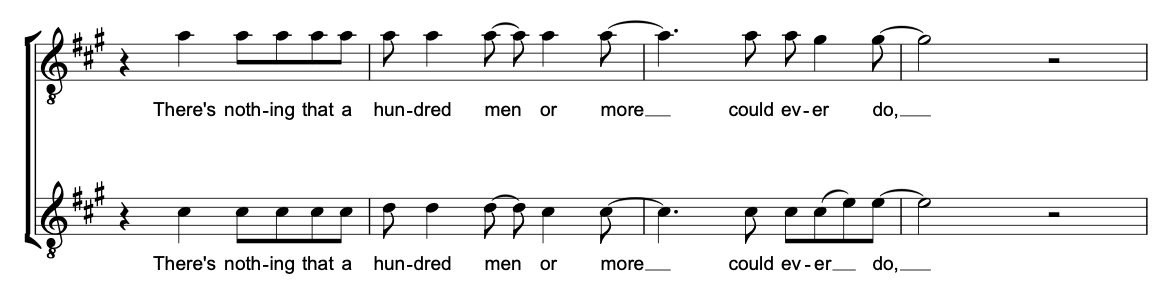 There's noth-ing that a hun-dred men or more__ could ev-er do,__
There's noth-ing that a hun-dred men or more__ could ev-er__ do,__